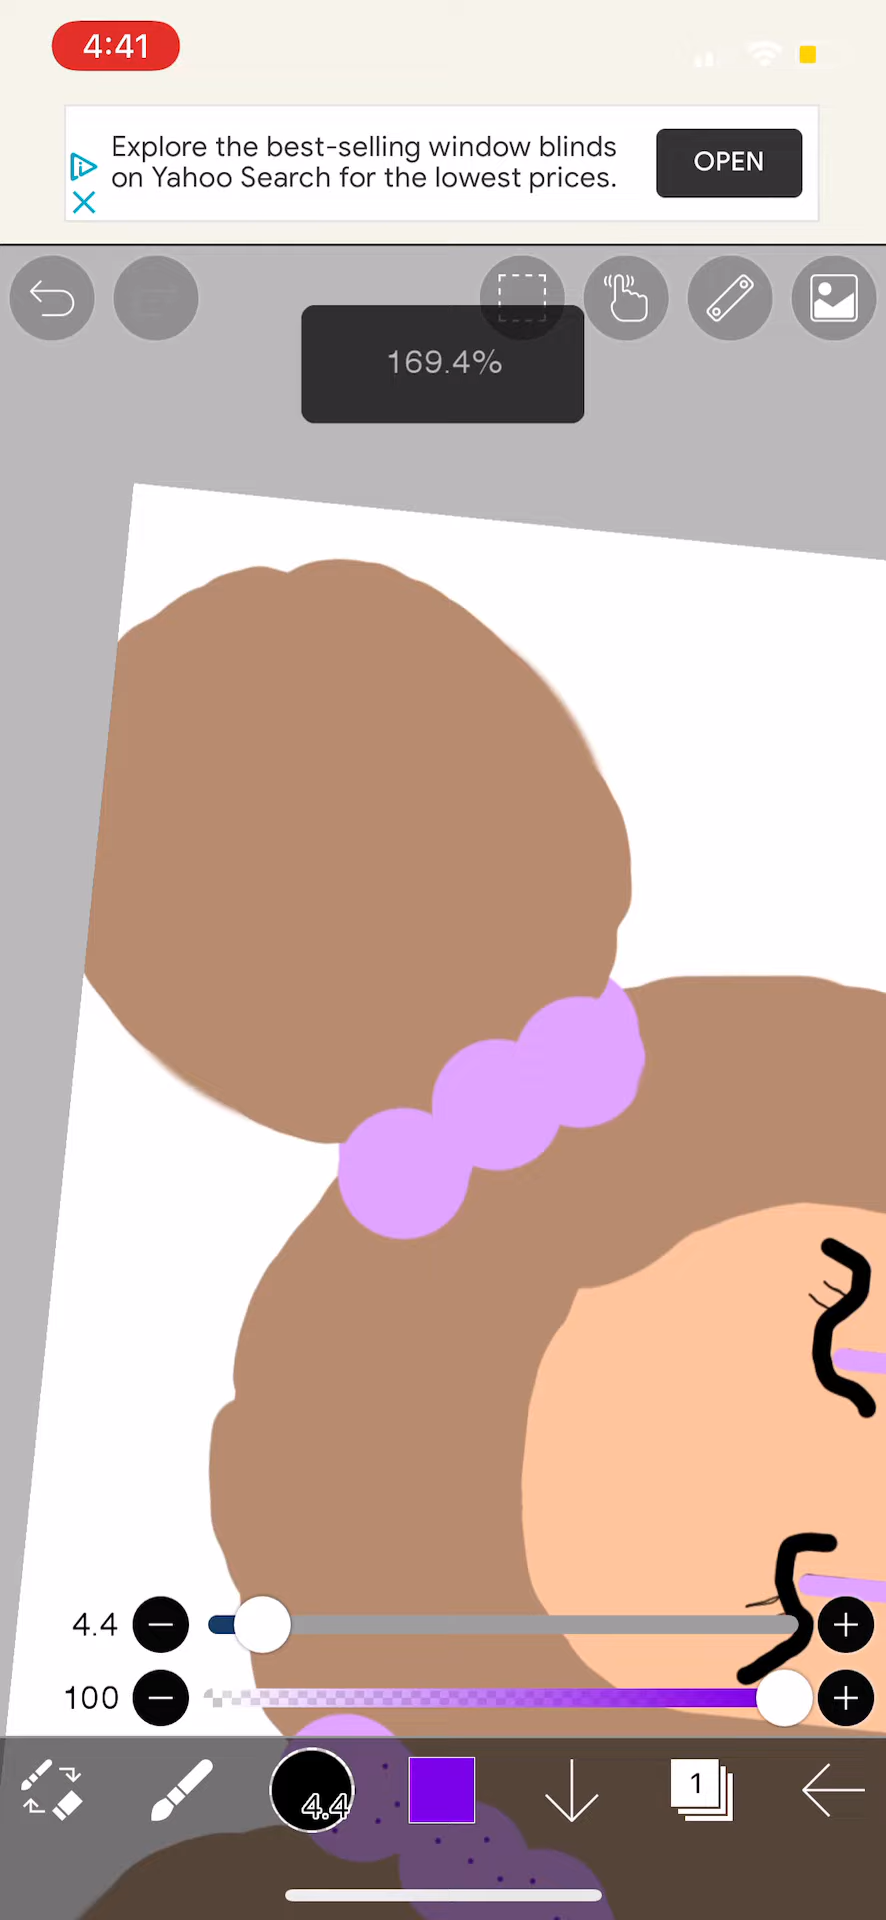 4:41
Explore the best-selling window blinds
on Yahoo Search for the lowest prices.
OPEN
169.4%
4.4
100
4.4
1